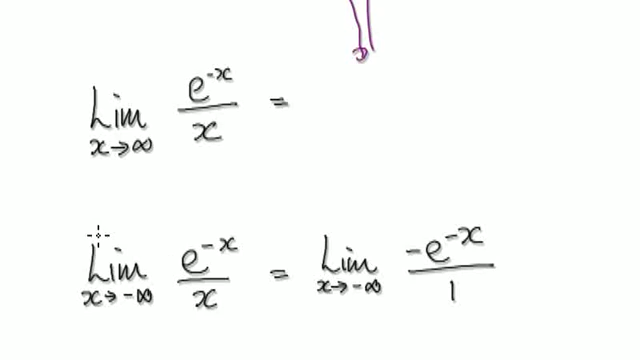 Lim x→∞ e^-x / x =
Lim x→-∞ e^-x / x = Lim x→-∞ -e^-x / 1